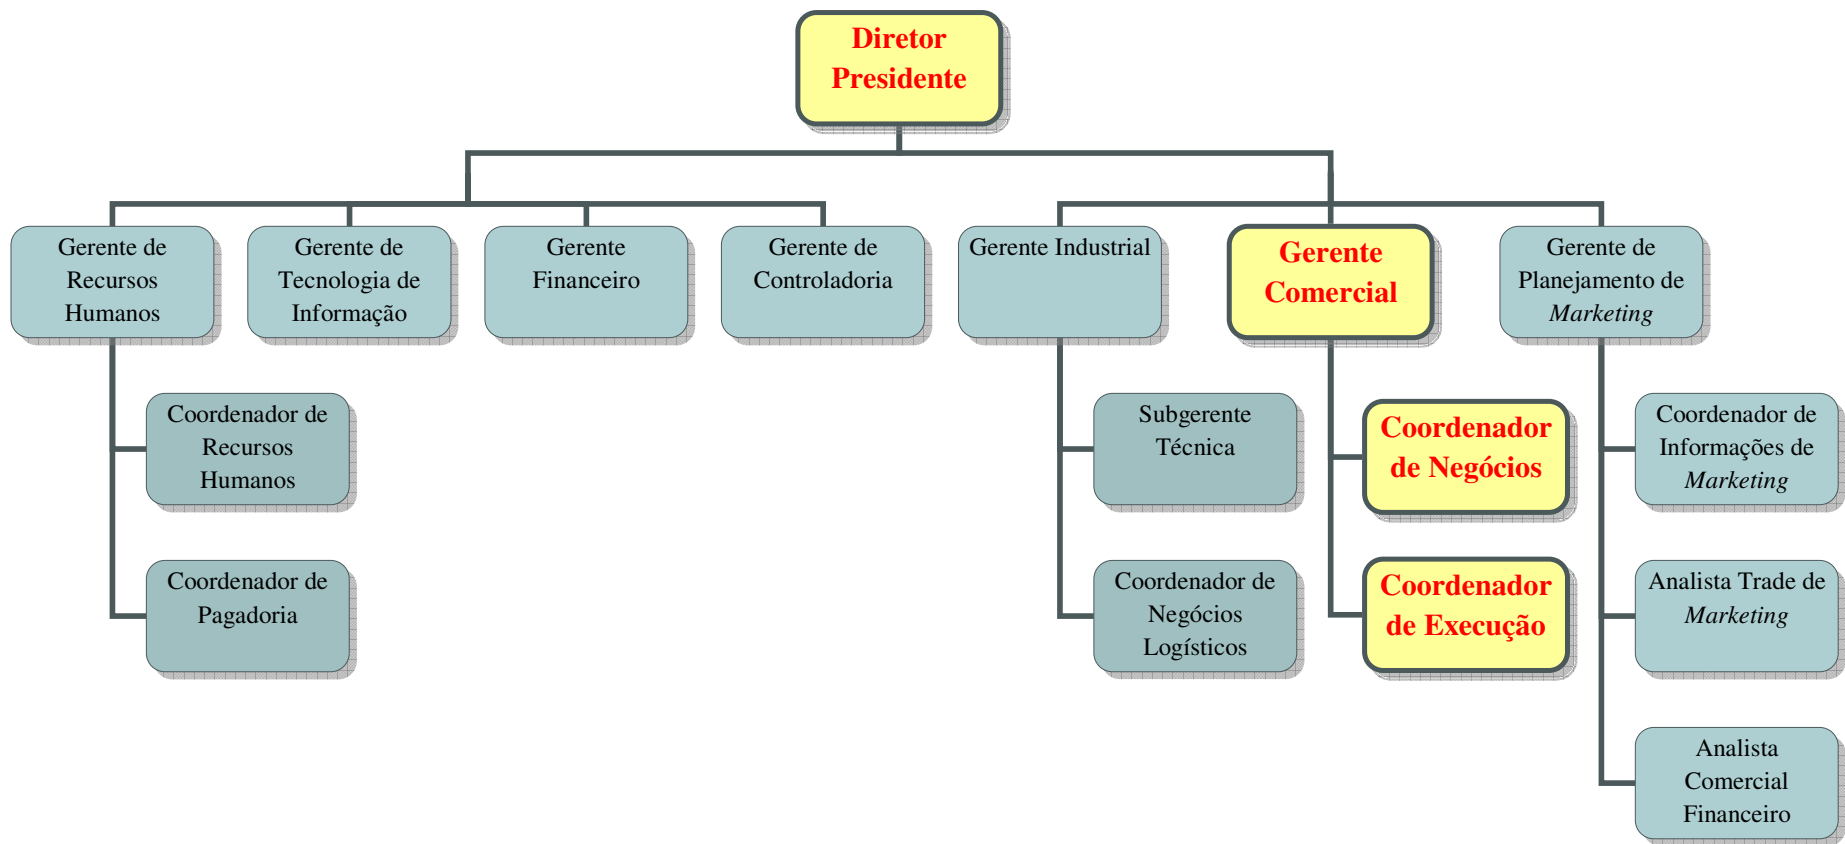 Diretor
Presidente
Gerente de
Recursos
Humanos
Gerente de
Tecnologia de
Informação
Gerente
Financeiro
Gerente de
Controladoria
Gerente Industrial
Gerente
Comercial
Gerente de
Planejamento de
Marketing
Coordenador de
Recursos
Humanos
Subgerente
Técnica
Coordenador
de Negócios
Coordenador de
Informações de
Marketing
Coordenador de
Pagadoria
Coordenador de
Negócios
Logísticos
Coordenador
de Execução
Analista Trade de
Marketing
Analista
Comercial
Financeiro